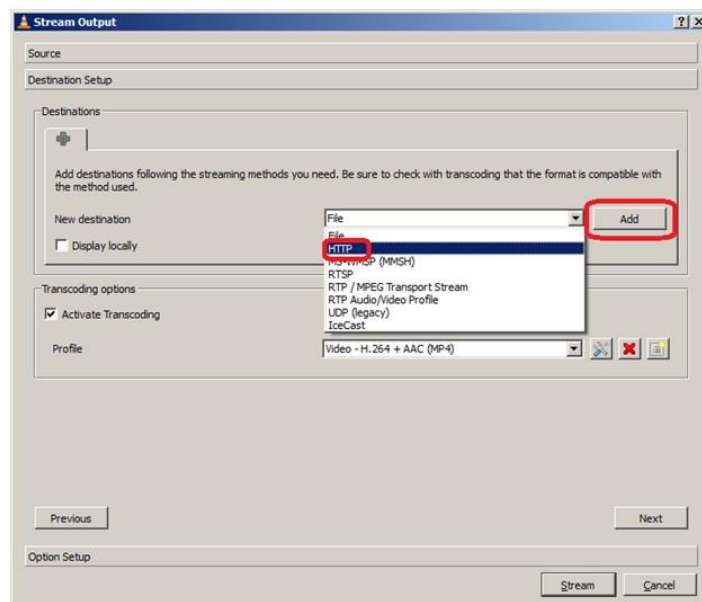 Stream Output
Source
Destination Setup
Destinations
Add destinations following the streaming methods you need. Be sure to check with transcoding that the format is compatible with
the method used.
New destination
File
Add
Display locally
File
HTTP
MS-WMSP (MMSH)
RTSP
RTP / MPEG Transport Stream
RTP Audio/Video Profile
UDP (legacy)
IceCast
Transcoding options
Activate Transcoding
Profile
Video - H.264 + AAC (MP4)
Previous
Next
Option Setup
Stream
Cancel